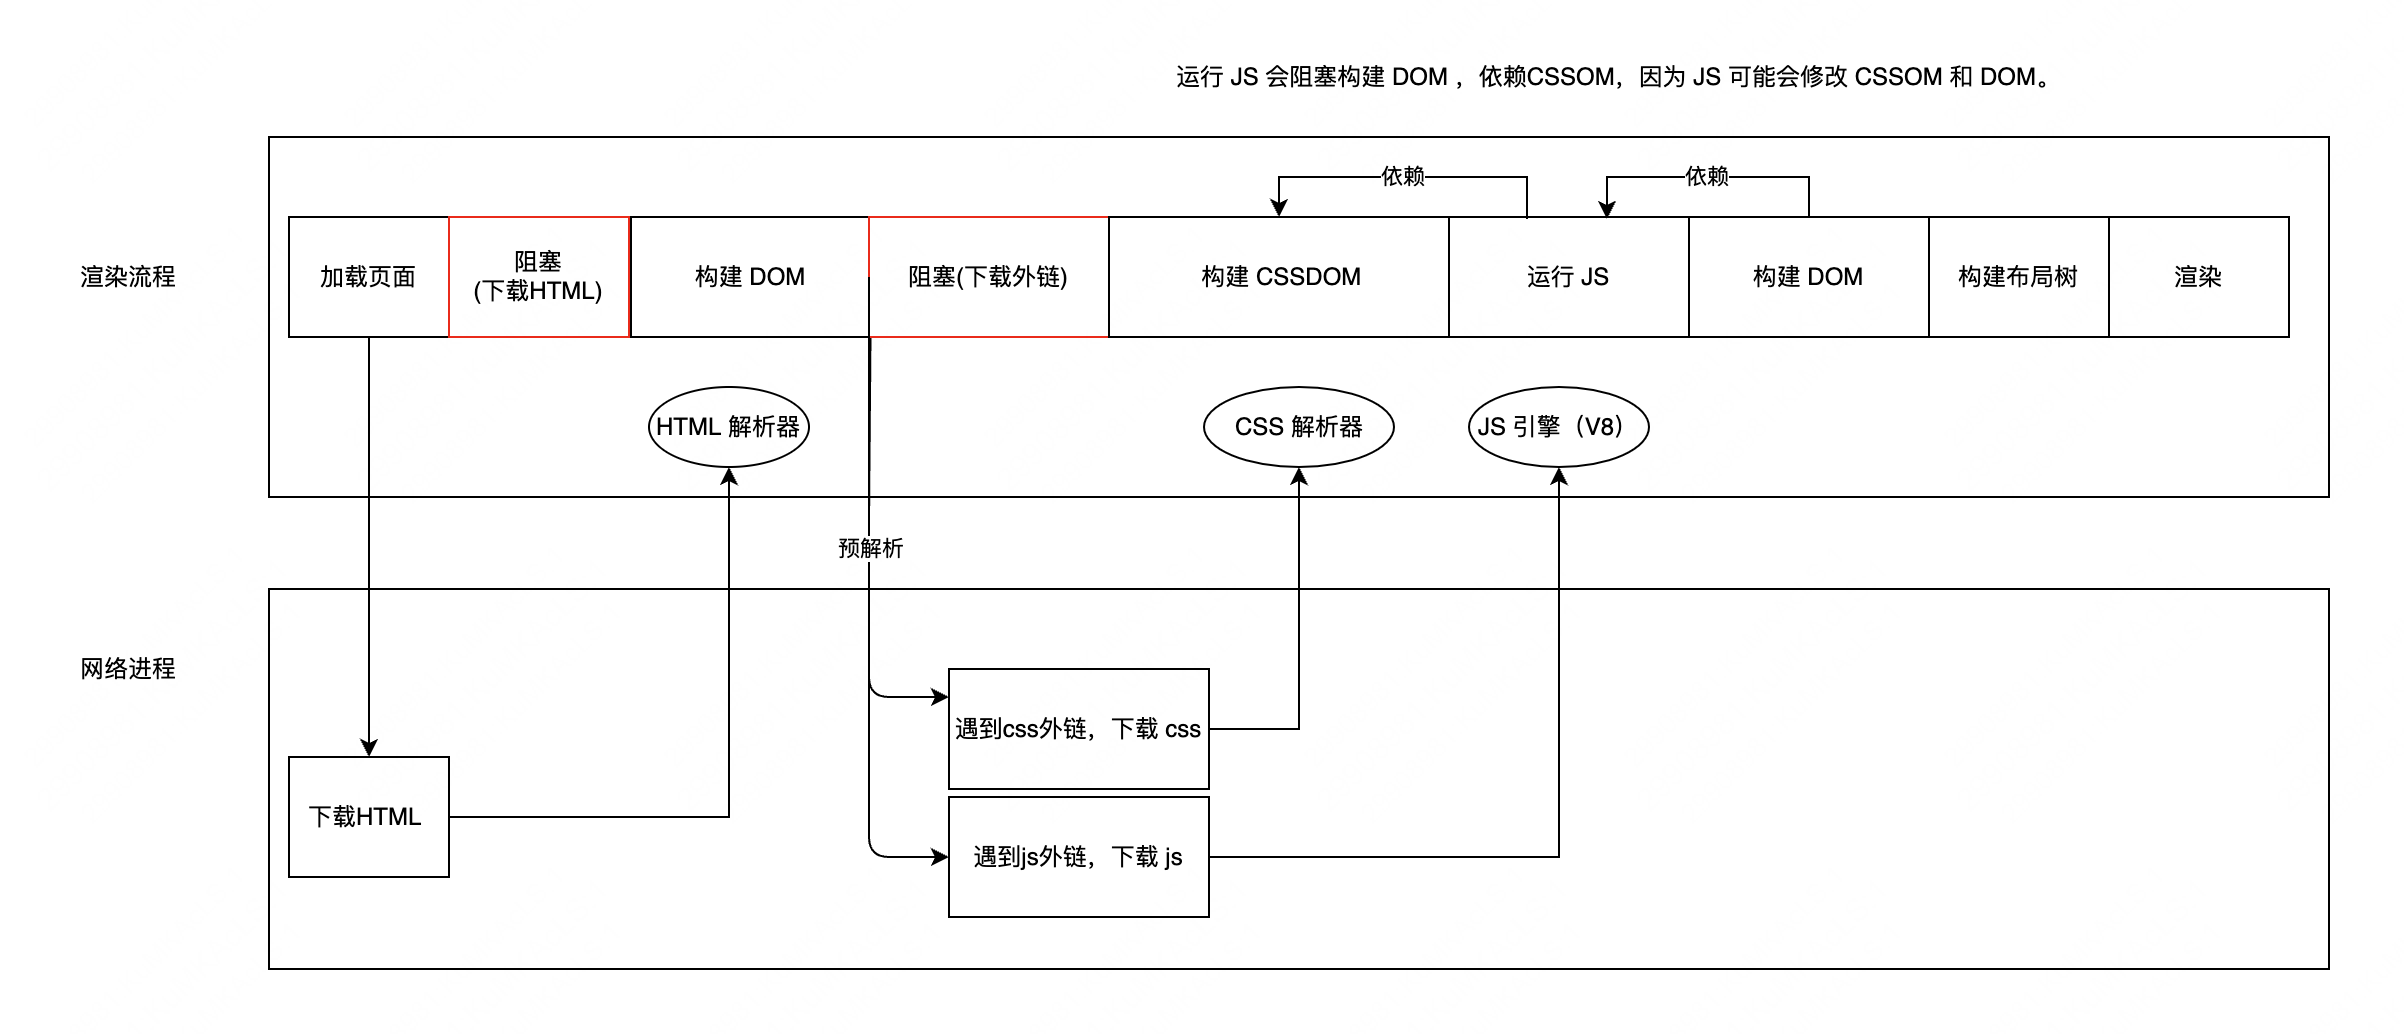 运行 JS 会阻塞构建 DOM ，依赖CSSOM，因为 JS 可能会修改 CSSOM 和 DOM。
依赖
依赖
渲染流程
加载页面
阻塞
(下载HTML)
构建 DOM
阻塞(下载外链)
构建 CSSDOM
运行 JS
构建 DOM
构建布局树
渲染
HTML 解析器
CSS 解析器
JS 引擎（V8）
预解析
网络进程
遇到css外链，下载 css
下载HTML
遇到js外链，下载 js